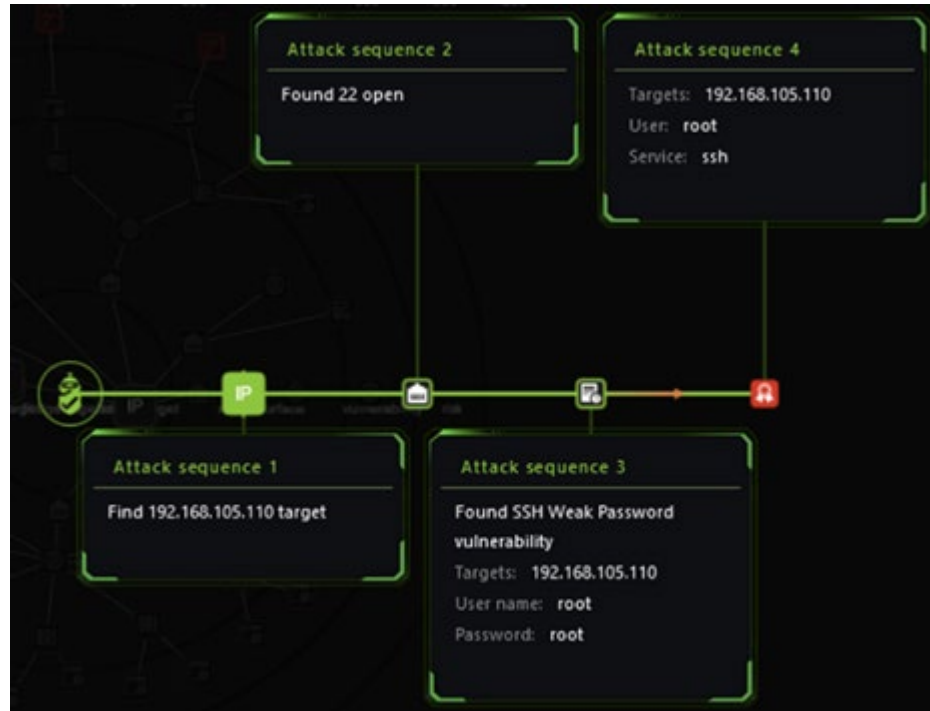 Attack sequence 2
Found 22 open
Attack sequence 4
Targets: 192.168.105.110
User: root
Service: ssh
IP
Attack sequence 1
Find 192.168.105.110 target
Attack sequence 3
Found SSH Weak Password
vulnerability
Targets: 192.168.105.110
User name: root
Password: root